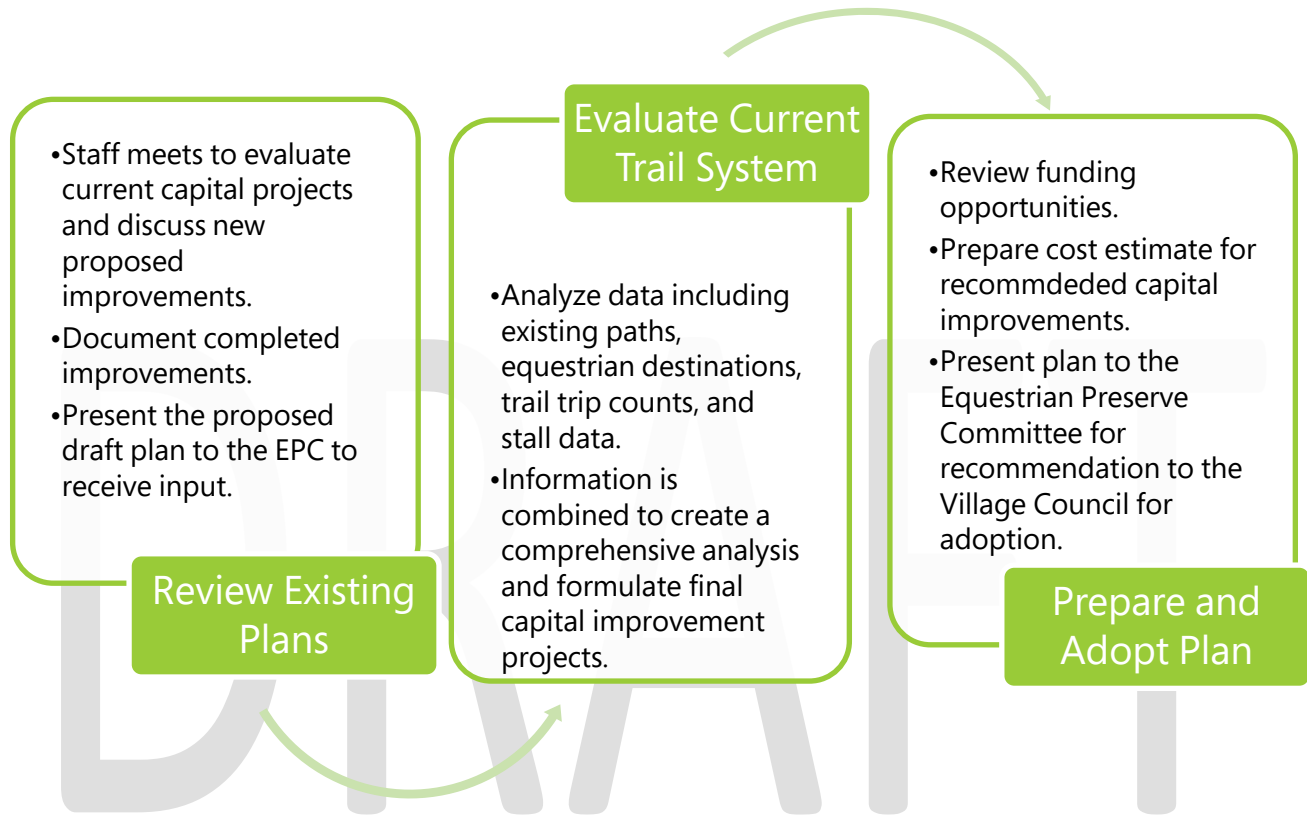 •Staff meets to evaluate
current capital projects
and discuss new
proposed
improvements.
•Document completed
improvements.
•Present the proposed
draft plan to the EPC to
receive input.
Review Existing
Plans
Evaluate Current
Trail System
•Analyze data including
existing paths,
equestrian destinations,
trail trip counts, and
stall data.
•Information is
combined to create a
comprehensive analysis
and formulate final
capital improvement
projects.
•Review funding
opportunities.
•Prepare cost estimate for
recommdeded capital
improvements.
•Present plan to the
Equestrian Preserve
Committee for
recommendation to the
Village Council for
adoption.
Prepare and
Adopt Plan
DRAFT